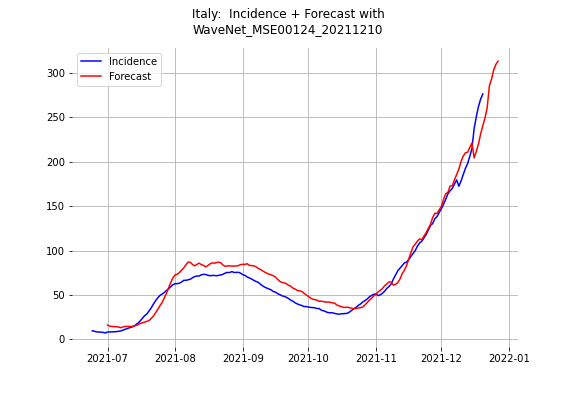 Italy:  Incidence + Forecast with
WaveNet_MSE00124_20211210
Incidence
Forecast
300
250
200
150
100
50
0
2021-07 2021-08 2021-09 2021-10 2021-11 2021-12 2022-01